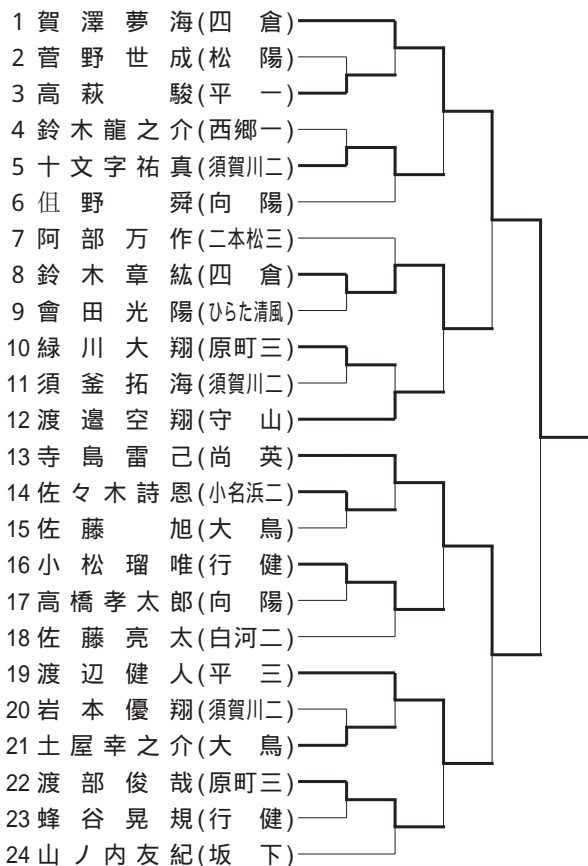 1 賀澤夢海(四倉)
2 菅野世成(松陽)
3 高萩駿(平一)
4 鈴木龍之介(西郷一)
5 十文字祐真(須賀川二)
6 伹野舜(向陽)
7 阿部万作(二本松三)
8 鈴木章紘(四倉)
9 會田光陽(ひらた清風)
10 緑川大翔(原町三)
11 須釜拓海(須賀川二)
12 渡邉空翔(守山)
13 寺島雷己(尚英)
14 佐々木詩恩(小名浜二)
15 佐藤旭(大鳥)
16 小松瑠唯(行健)
17 高橋孝太郎(向陽)
18 佐藤亮太(白河二)
19 渡辺健人(平三)
20 岩本優翔(須賀川二)
21 土屋幸之介(大鳥)
22 渡部俊哉(原町三)
23 蜂谷晃規(行健)
24 山ノ内友紀(坂下)